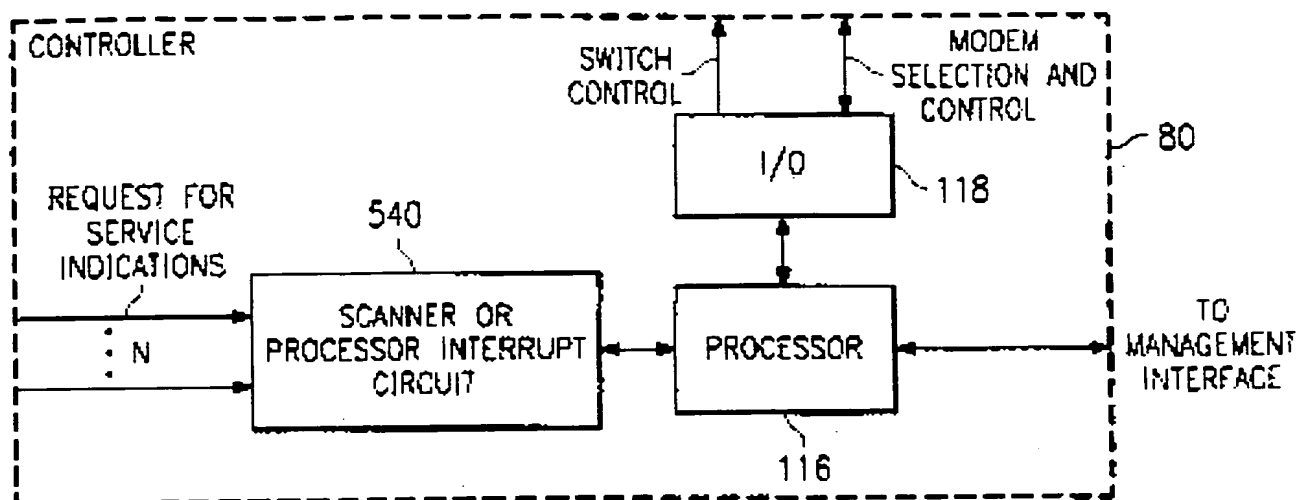 CONTROLLER
SWITCH
CONTROL
MODEM
SELECTION AND
CONTROL
80
I/O
118
REQUEST FOR
SERVICE
INDICATIONS
540
N
SCANNER OR
PROCESSOR INTERRUPT
CIRCUIT
PROCESSOR
116
TO
MANAGEMENT
INTERFACE